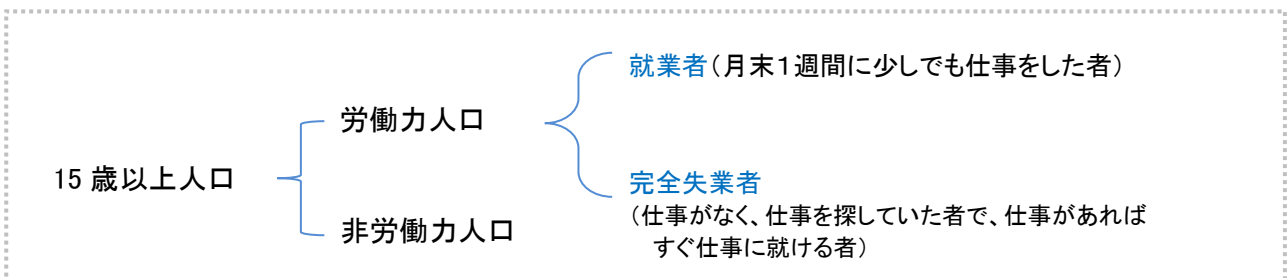 就業者（月末１週間に少しでも仕事をした者）
労働力人口
15 歳以上人口
完全失業者
（仕事がなく、仕事を探していた者で、仕事があれば
すぐ仕事に就ける者）
非労働力人口